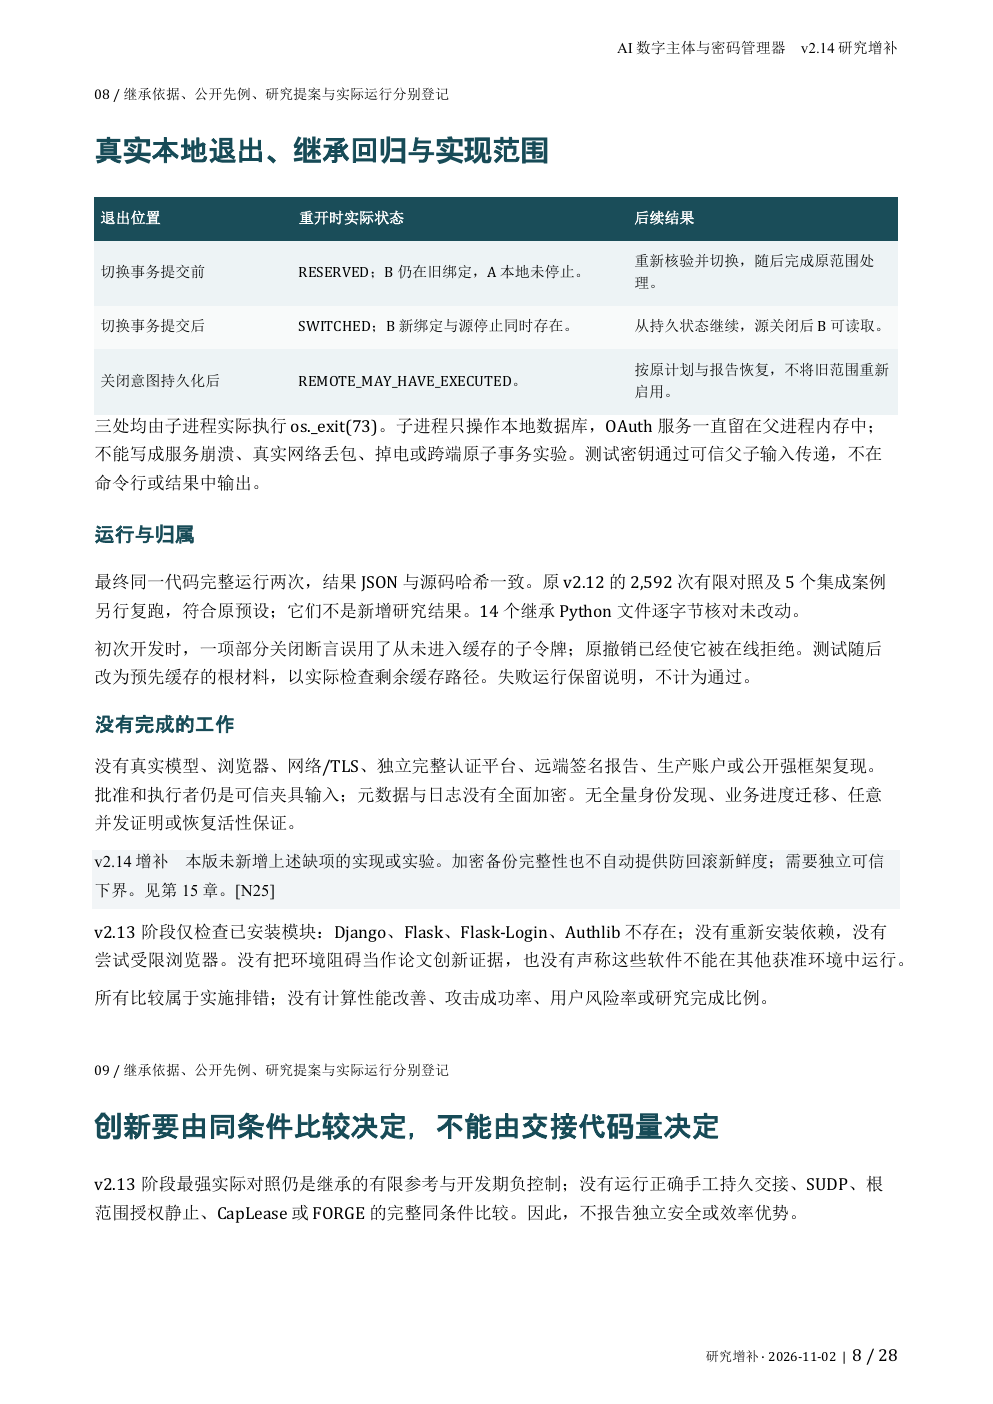 AI 数字主体与密码管理器　v2.14 研究增补
08 / 继承依据、公开先例、研究提案与实际运行分别登记
真实本地退出、继承回归与实现范围
退出位置　重开时实际状态　后续结果
切换事务提交前　RESERVED；B 仍在旧绑定，A 本地未停止。　重新核验并切换，随后完成原范围处
理。
切换事务提交后　SWITCHED；B 新绑定与源停止同时存在。　从持久状态继续，源关闭后 B 可读取。
关闭意图持久化后　REMOTE_MAY_HAVE_EXECUTED。　按原计划与报告恢复，不将旧范围重新
启用。
三处均由子进程实际执行 os._exit(73)。子进程只操作本地数据库，OAuth 服务一直留在父进程内存中；
不能写成服务崩溃、真实网络丢包、掉电或跨端原子事务实验。测试密钥通过可信父子输入传递，不在
命令行或结果中输出。
运行与归属
最终同一代码完整运行两次，结果 JSON 与源码哈希一致。原 v2.12 的 2,592 次有限对照及 5 个集成案例
另行复跑，符合原预设；它们不是新增研究结果。14 个继承 Python 文件逐字节核对未改动。
初次开发时，一项部分关闭断言误用了从未进入缓存的子令牌；原撤销已经使它被在线拒绝。测试随后
改为预先缓存的根材料，以实际检查剩余缓存路径。失败运行保留说明，不计为通过。
没有完成的工作
没有真实模型、浏览器、网络/TLS、独立完整认证平台、远端签名报告、生产账户或公开强框架复现。
批准和执行者仍是可信夹具输入；元数据与日志没有全面加密。无全量身份发现、业务进度迁移、任意
并发证明或恢复活性保证。
v2.14 增补　本版未新增上述缺项的实现或实验。加密备份完整性也不自动提供防回滚新鲜度；需要独立可信
下界。见第 15 章。[N25]
v2.13 阶段仅检查已安装模块：Django、Flask、Flask-Login、Authlib 不存在；没有重新安装依赖，没有
尝试受限浏览器。没有把环境阻碍当作论文创新证据，也没有声称这些软件不能在其他获准环境中运行。
所有比较属于实施排错；没有计算性能改善、攻击成功率、用户风险率或研究完成比例。
09 / 继承依据、公开先例、研究提案与实际运行分别登记
创新要由同条件比较决定，不能由交接代码量决定
v2.13 阶段最强实际对照仍是继承的有限参考与开发期负控制；没有运行正确手工持久交接、SUDP、根
范围授权静止、CapLease 或 FORGE 的完整同条件比较。因此，不报告独立安全或效率优势。
研究增补 · 2026-11-02 | 8 / 28